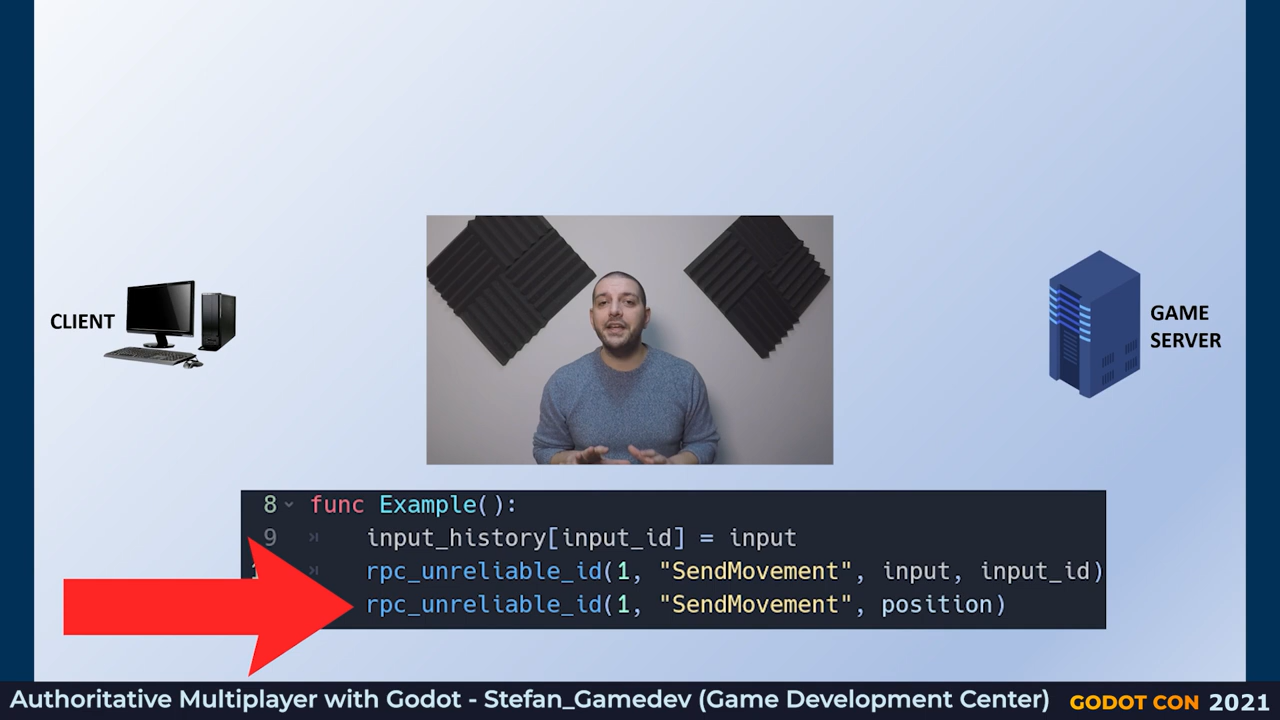 CLIENT
GAME
SERVER
8 func Example():
9 input_history[input_id] = input
rpc_unreliable_id(1, "SendMovement", input, input_id)
rpc_unreliable_id(1, "SendMovement", position)
Authoritative Multiplayer with Godot - Stefan_Gamedev (Game Development Center) GODOT CON 2021